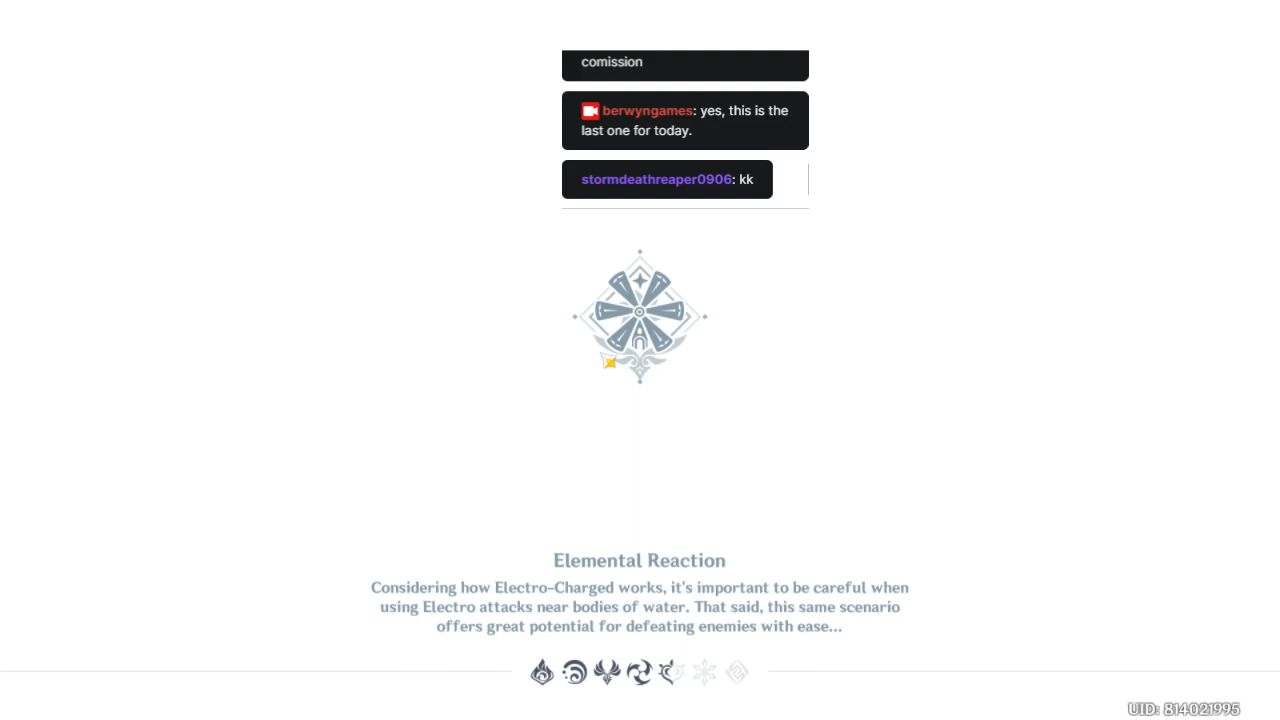 comission
berwyngames: yes, this is the
last one for today.
stormdeathreaper0906: kk
Elemental Reaction
Considering how Electro-Charged works, it's important to be careful when
using Electro attacks near bodies of water. That said, this same scenario
offers great potential for defeating enemies with ease...
UID: 814021995